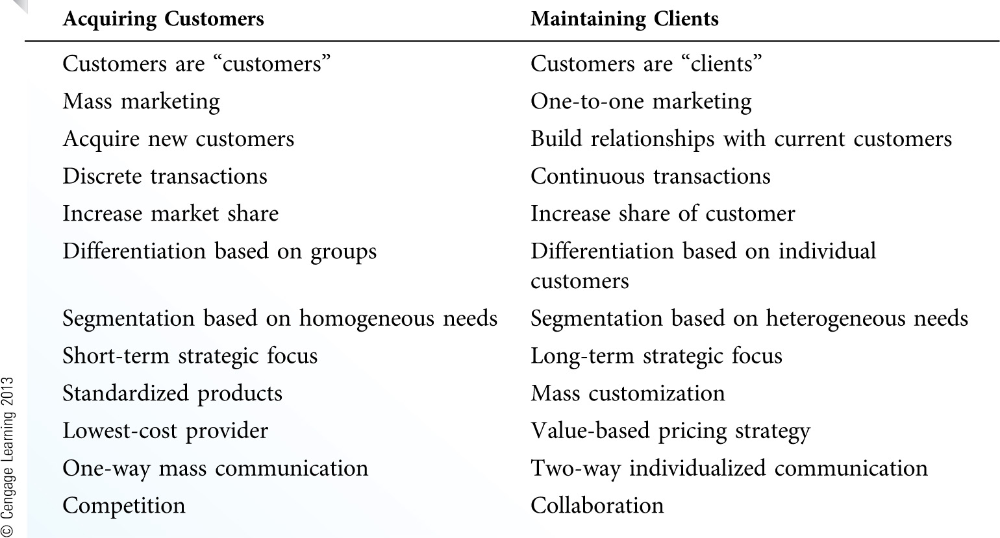 Acquiring Customers Maintaining Clients
Customers are “customers” Customers are “clients”
Mass marketing One-to-one marketing
Acquire new customers Build relationships with current customers
Discrete transactions Continuous transactions
Increase market share Increase share of customer
Differentiation based on groups Differentiation based on individual
customers
Segmentation based on homogeneous needs Segmentation based on heterogeneous needs
Short-term strategic focus Long-term strategic focus
Standardized products Mass customization
Lowest-cost provider Value-based pricing strategy
One-way mass communication Two-way individualized communication
Competition Collaboration
© Cengage Learning 2013